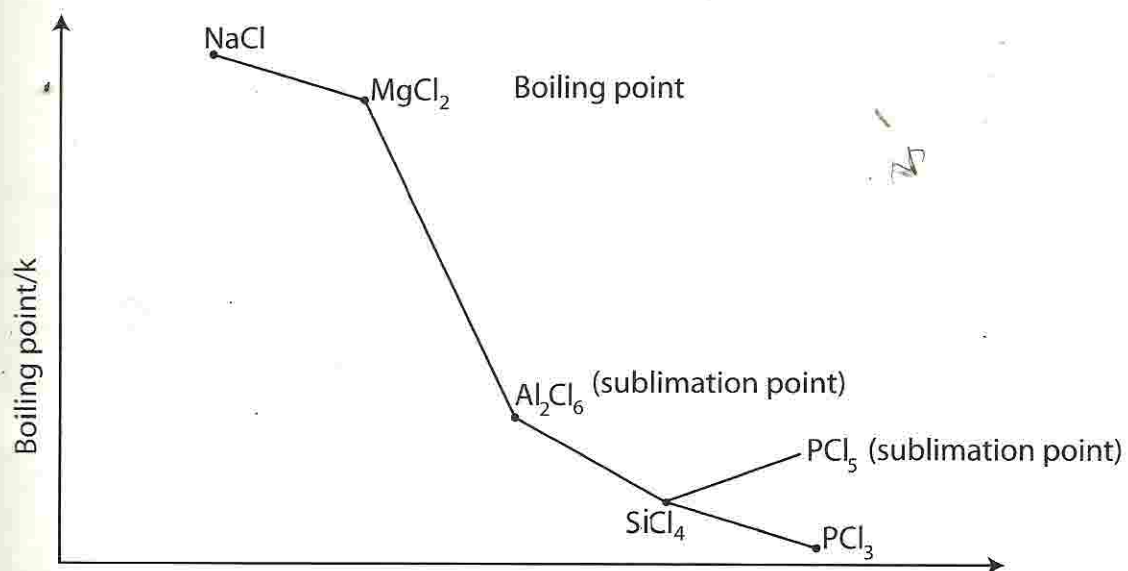 NaCl
MgCl₂
Boiling point
Boiling point/k
Al₂Cl₆ (sublimation point)
PCl₅ (sublimation point)
SiCl₄
PCl₃